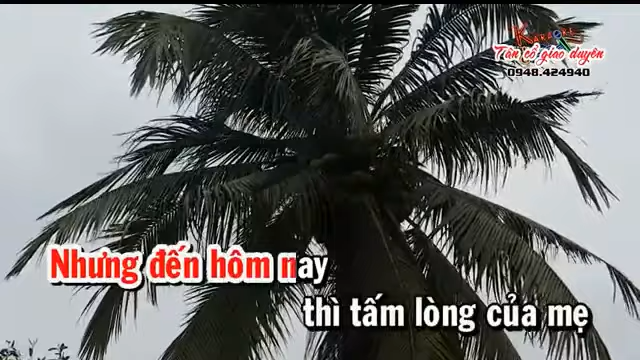 KARAOKE
Tân cổ giao duyên
0948.424940
Nhưng đến hôm nay
thì tấm lòng của mẹ